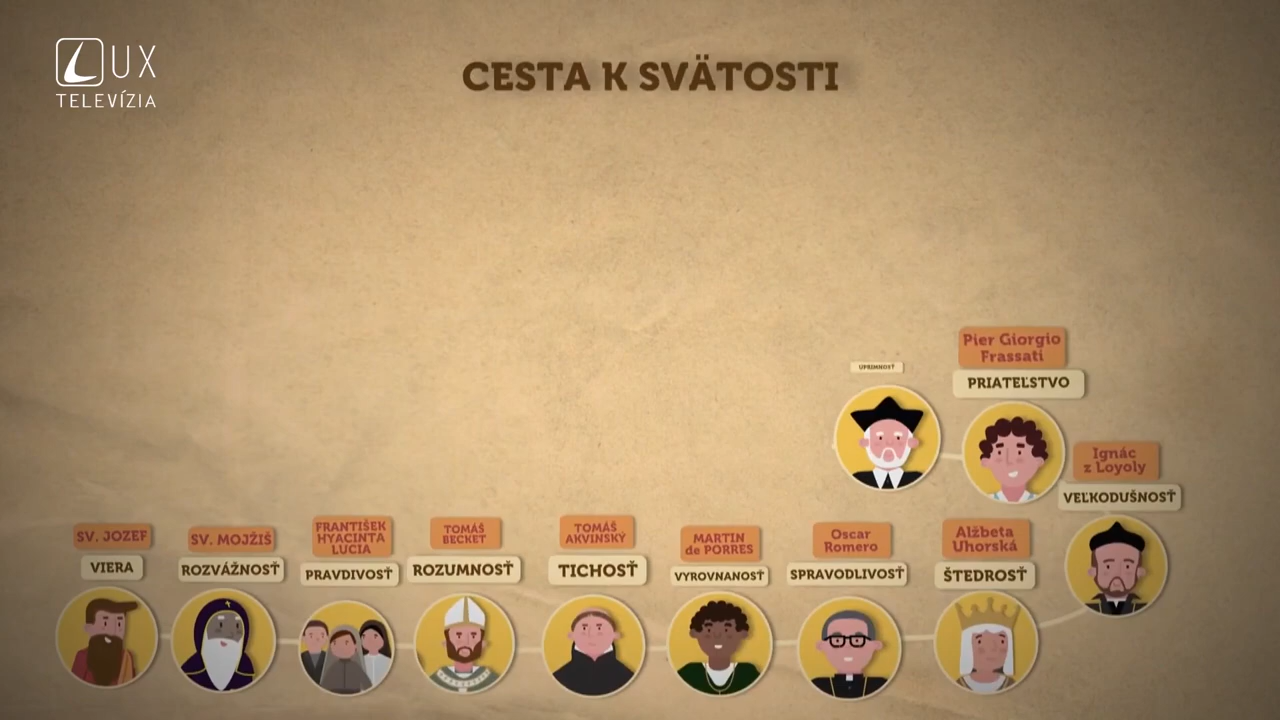 LUX
TELEVÍZIA
CESTA K SVÄTOSTI
ÚPRIMNOSŤ
Pier Giorgio
Frassati
PRIATEĽSTVO
Ignác
z Loyoly
VEĽKODUŠNOSŤ
SV. JOZEF
VIERA
SV. MOJŽIŠ
ROZVÁŽNOSŤ
FRANTIŠEK
HYACINTA
LUCIA
PRAVDIVOSŤ
TOMÁŠ
BECKET
ROZUMNOSŤ
TOMÁŠ
AKVINSKÝ
TICHOSŤ
MARTIN
de PORRES
VYROVNANOSŤ
Oscar
Romero
SPRAVODLIVOSŤ
Alžbeta
Uhorská
ŠTEDROSŤ